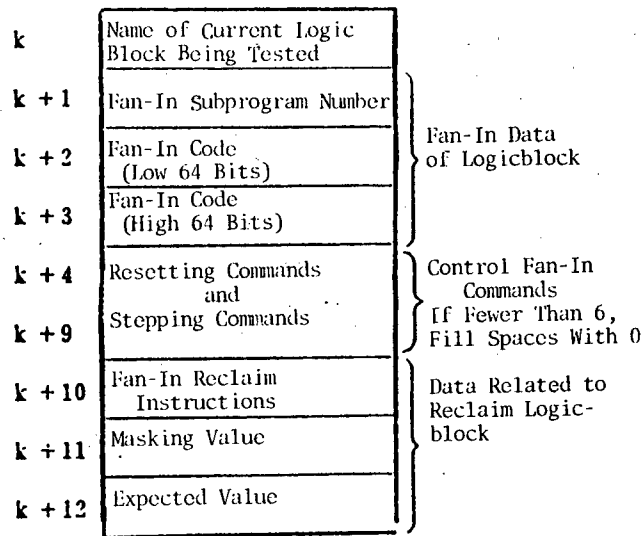 k
Name of Current Logic
Block Being Tested
k +1
Fan-In Subprogram Number
k +2
Fan-In Code
(Low 64 Bits)
k +3
Fan-In Code
(High 64 Bits)
Fan-In Data
of Logicblock
k +4
Resetting Commands
and
Stepping Commands
k +9
Control Fan-In
Commands
If Fewer Than 6,
Fill Spaces With 0
k +10
Fan-In Reclaim
Instructions
k +11
Masking Value
k +12
Expected Value
Data Related to
Reclaim Logic-
block